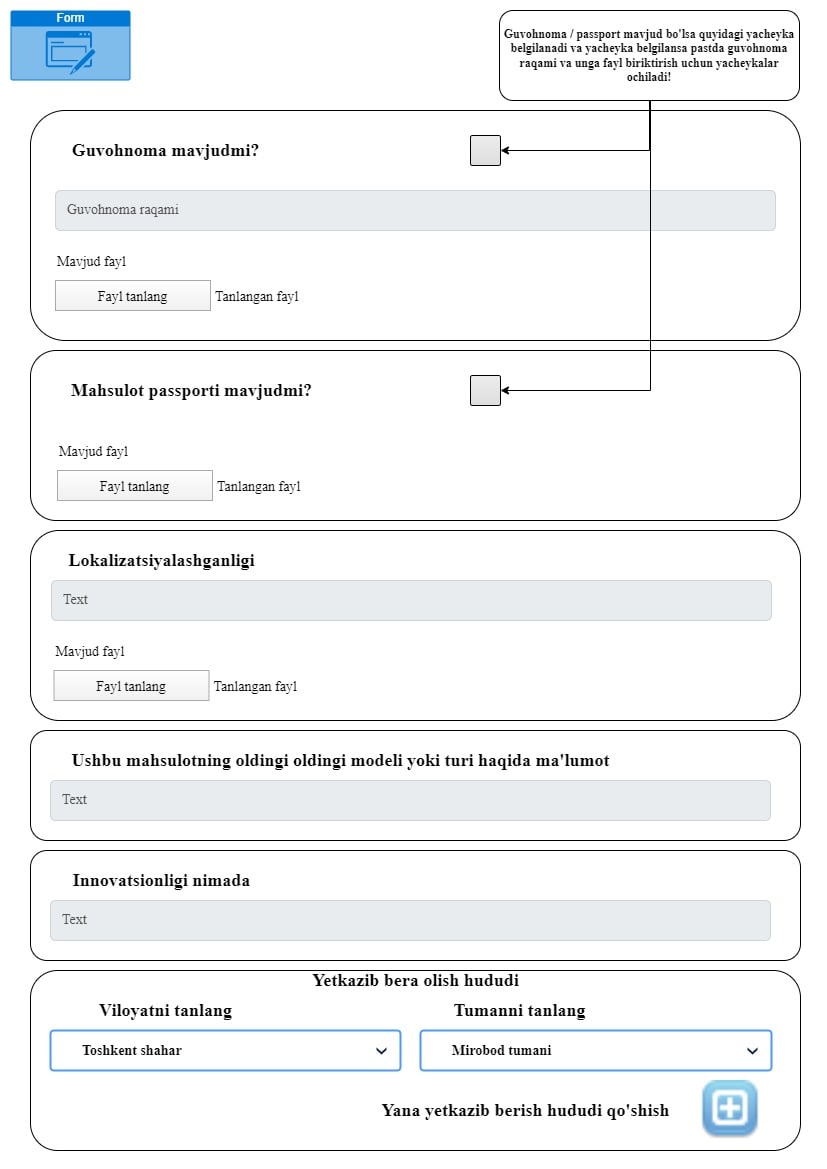 Form
Guvohnoma / passport mavjud bo'lsa quyidagi yacheyka
belgilanadi va yacheyka belgilansa pastda guvohnoma
raqami va unga fayl biriktirish uchun yacheykalar
ochiladi!
Guvohnoma mavjudmi?
Guvohnoma raqami
Mavjud fayl
Fayl tanlang Tanlangan fayl
Mahsulot passporti mavjudmi?
Mavjud fayl
Fayl tanlang Tanlangan fayl
Lokalizatsiyalashganligi
Text
Mavjud fayl
Fayl tanlang Tanlangan fayl
Ushbu mahsulotning oldingi oldingi modeli yoki turi haqida ma'lumot
Text
Innovatsionligi nimada
Text
Yetkazib bera olish hududi
Viloyatni tanlang Tumanni tanlang
Toshkent shahar Mirobod tumani
Yana yetkazib berish hududi qo'shish